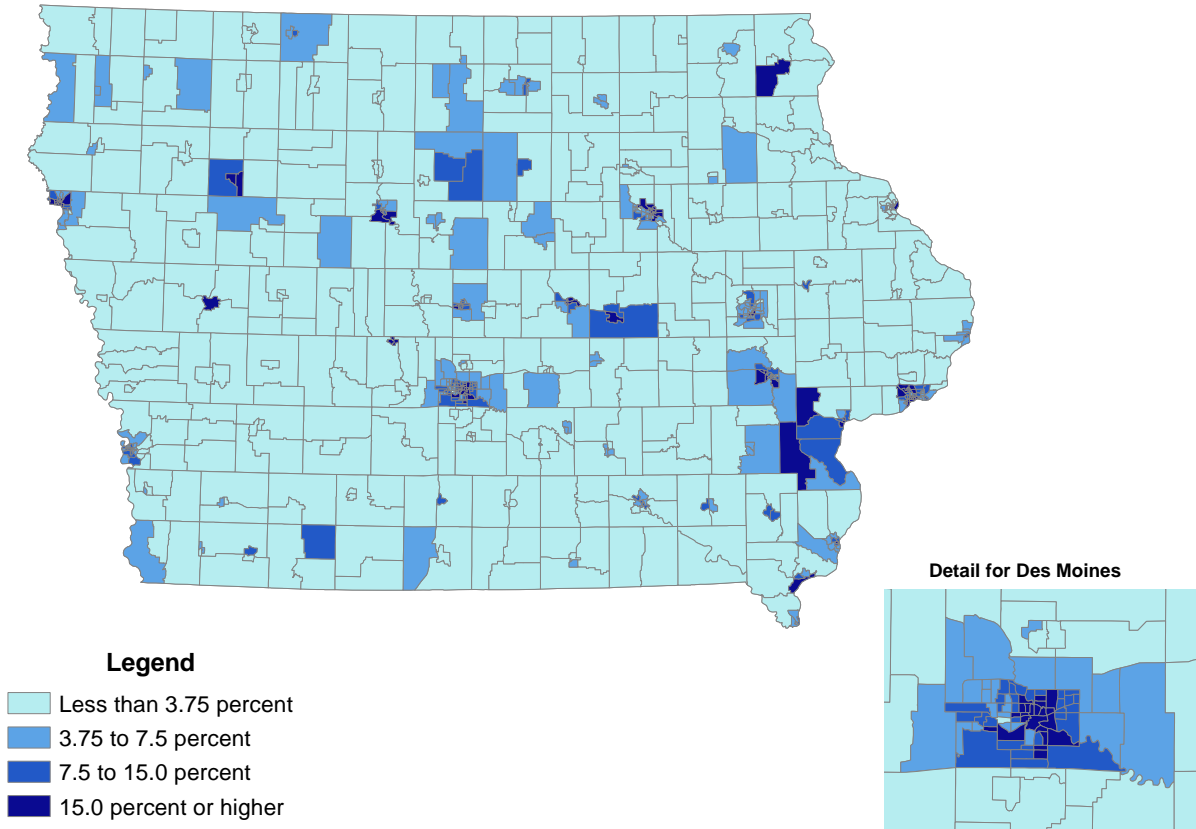 Detail for Des Moines
Legend
Less than 3.75 percent
3.75 to 7.5 percent
7.5 to 15.0 percent
15.0 percent or higher